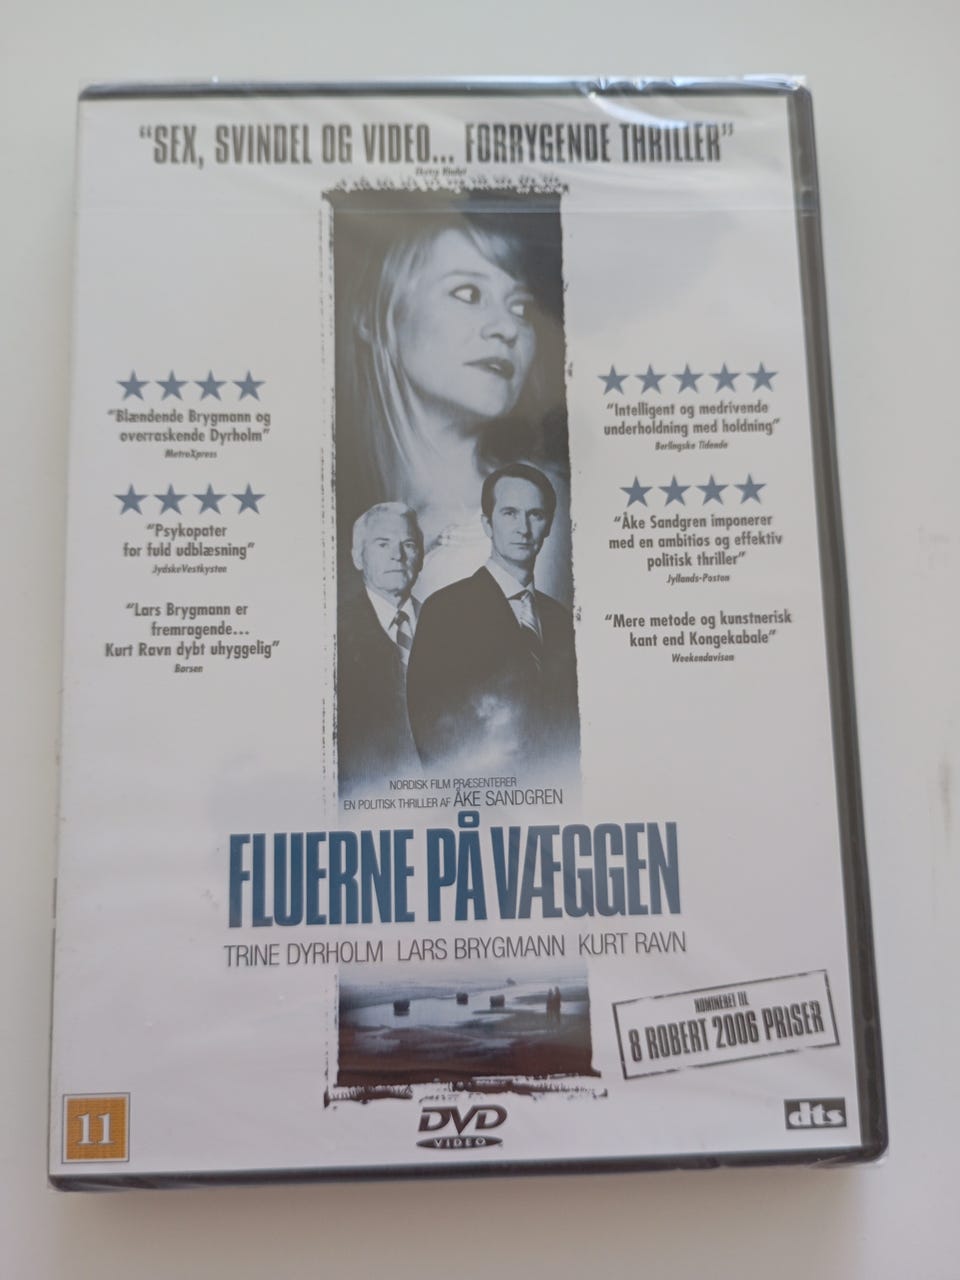 "SEX, SVINDEL OG VIDEO... FORRYGENDE THRILLER"
"Blændende Brygmann og
overraskende Dyrholm"
MetroXpress
"Psykopater
for fuld udblæsning"
JydskeVestkysten
"Lars Brygmann er
fremragende...
Kurt Ravn dybt uhyggelig"
Børsen
"Intelligent og medrivende
underholdning med holdning"
Berlingske Tidende
"Åke Sandgren imponerer
med en ambitiøs og effektiv
politisk thriller"
Jyllands-Posten
"Mere metode og kunstnerisk
kant end Kongekabale"
Weekendavisen
NORDISK FILM PRÆSENTERER
EN POLITISK THRILLER AF ÅKE SANDGREN
FLUERNE PÅ VÆGGEN
TRINE DYRHOLM LARS BRYGMANN KURT RAVN
NOMINERET TIL
8 ROBERT 2006 PRISER
11
DVD
VIDEO
dts